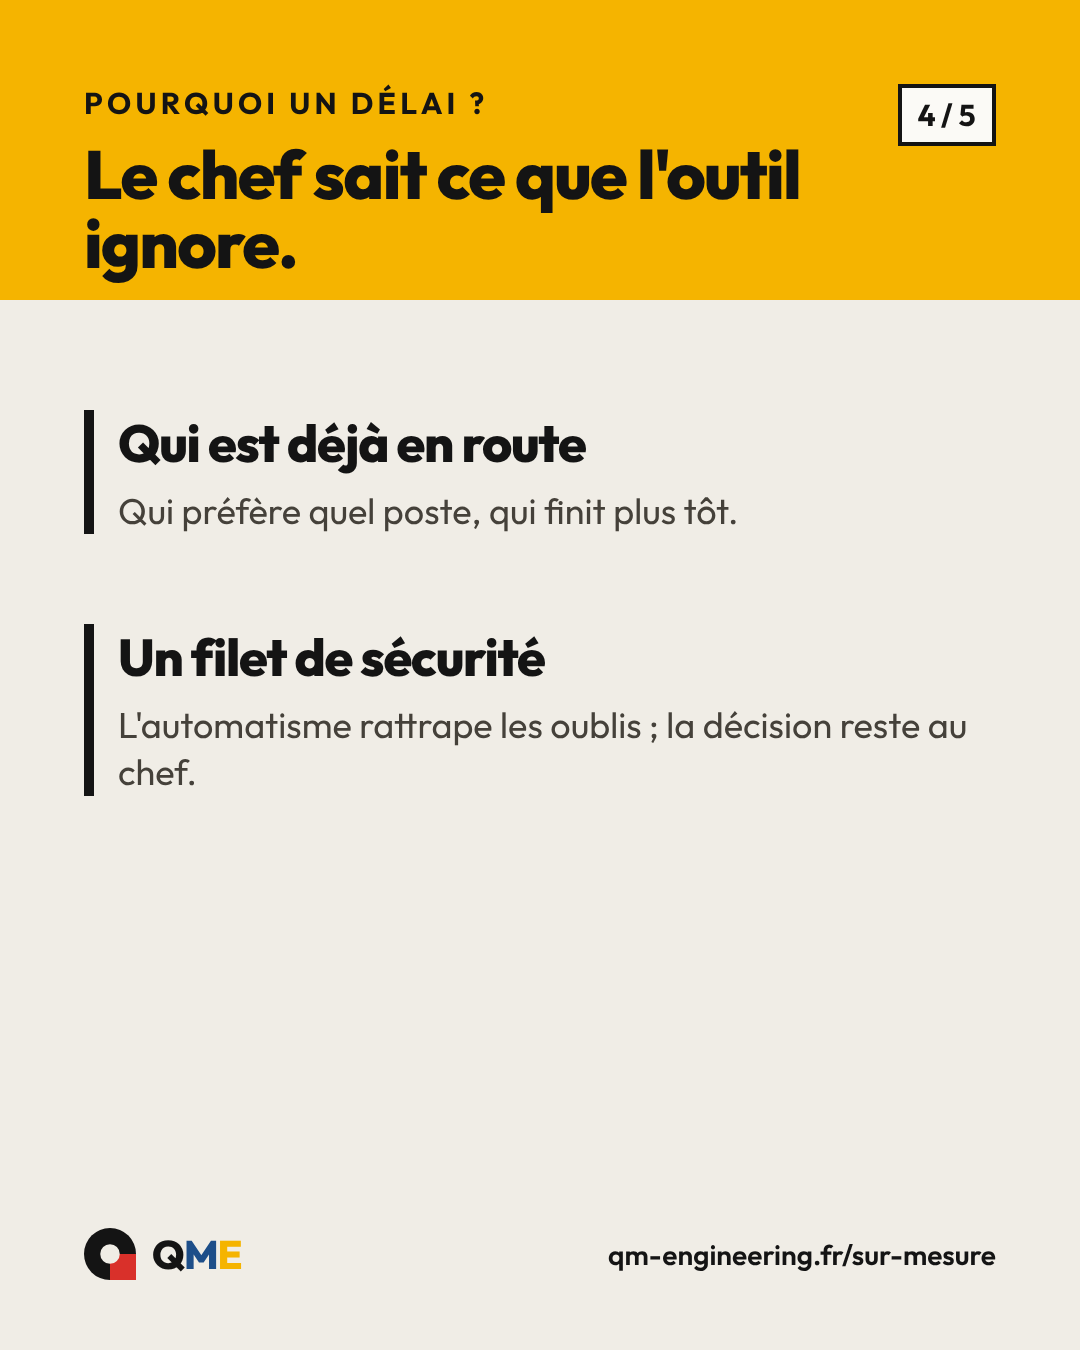 POURQUOI UN DÉLAI ?
4 / 5
Le chef sait ce que l'outil
ignore.
Qui est déjà en route
Qui préfère quel poste, qui finit plus tôt.
Un filet de sécurité
L'automatisme rattrape les oublis ; la décision reste au
chef.
QME
qm-engineering.fr/sur-mesure